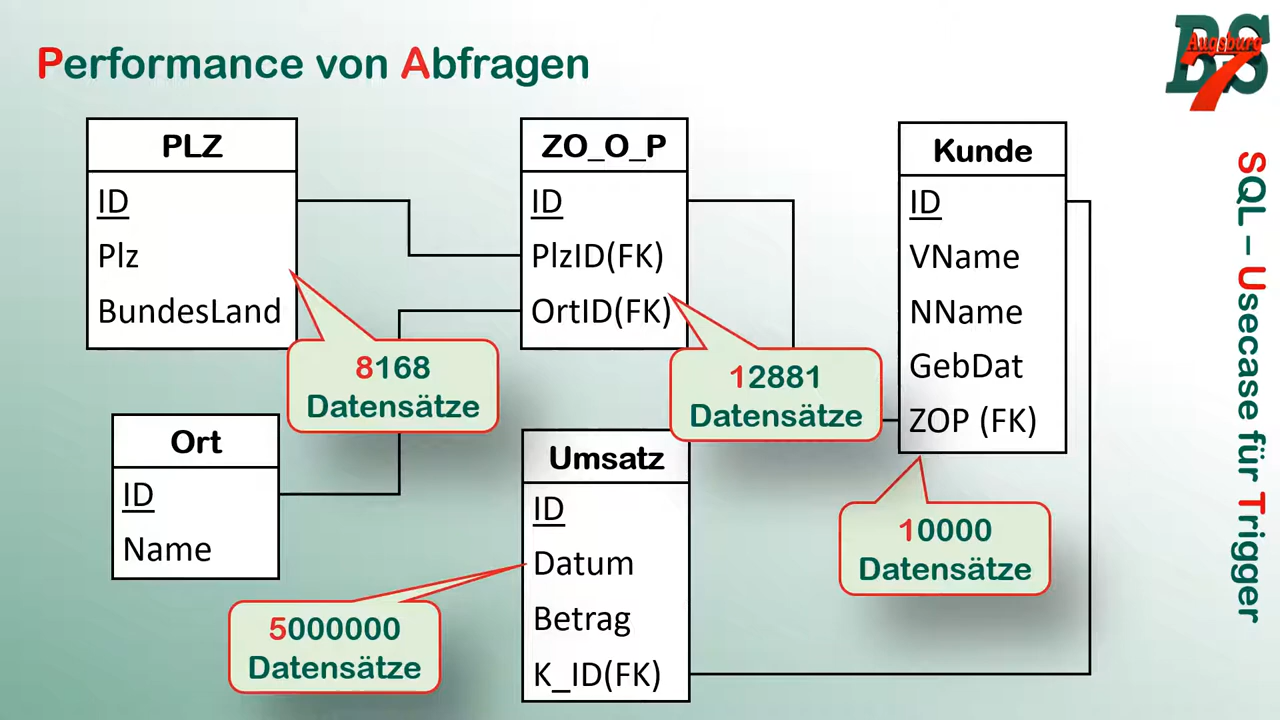 Performance von Abfragen
BS
Augsburg
7
PLZ
ID
Plz
BundesLand
8168
Datensätze
ZO_O_P
ID
PlzID(FK)
OrtID(FK)
12881
Datensätze
Kunde
ID
VName
NName
GebDat
ZOP (FK)
10000
Datensätze
Ort
ID
Name
Umsatz
ID
Datum
Betrag
K_ID(FK)
5000000
Datensätze
SQL – Usecase für Trigger